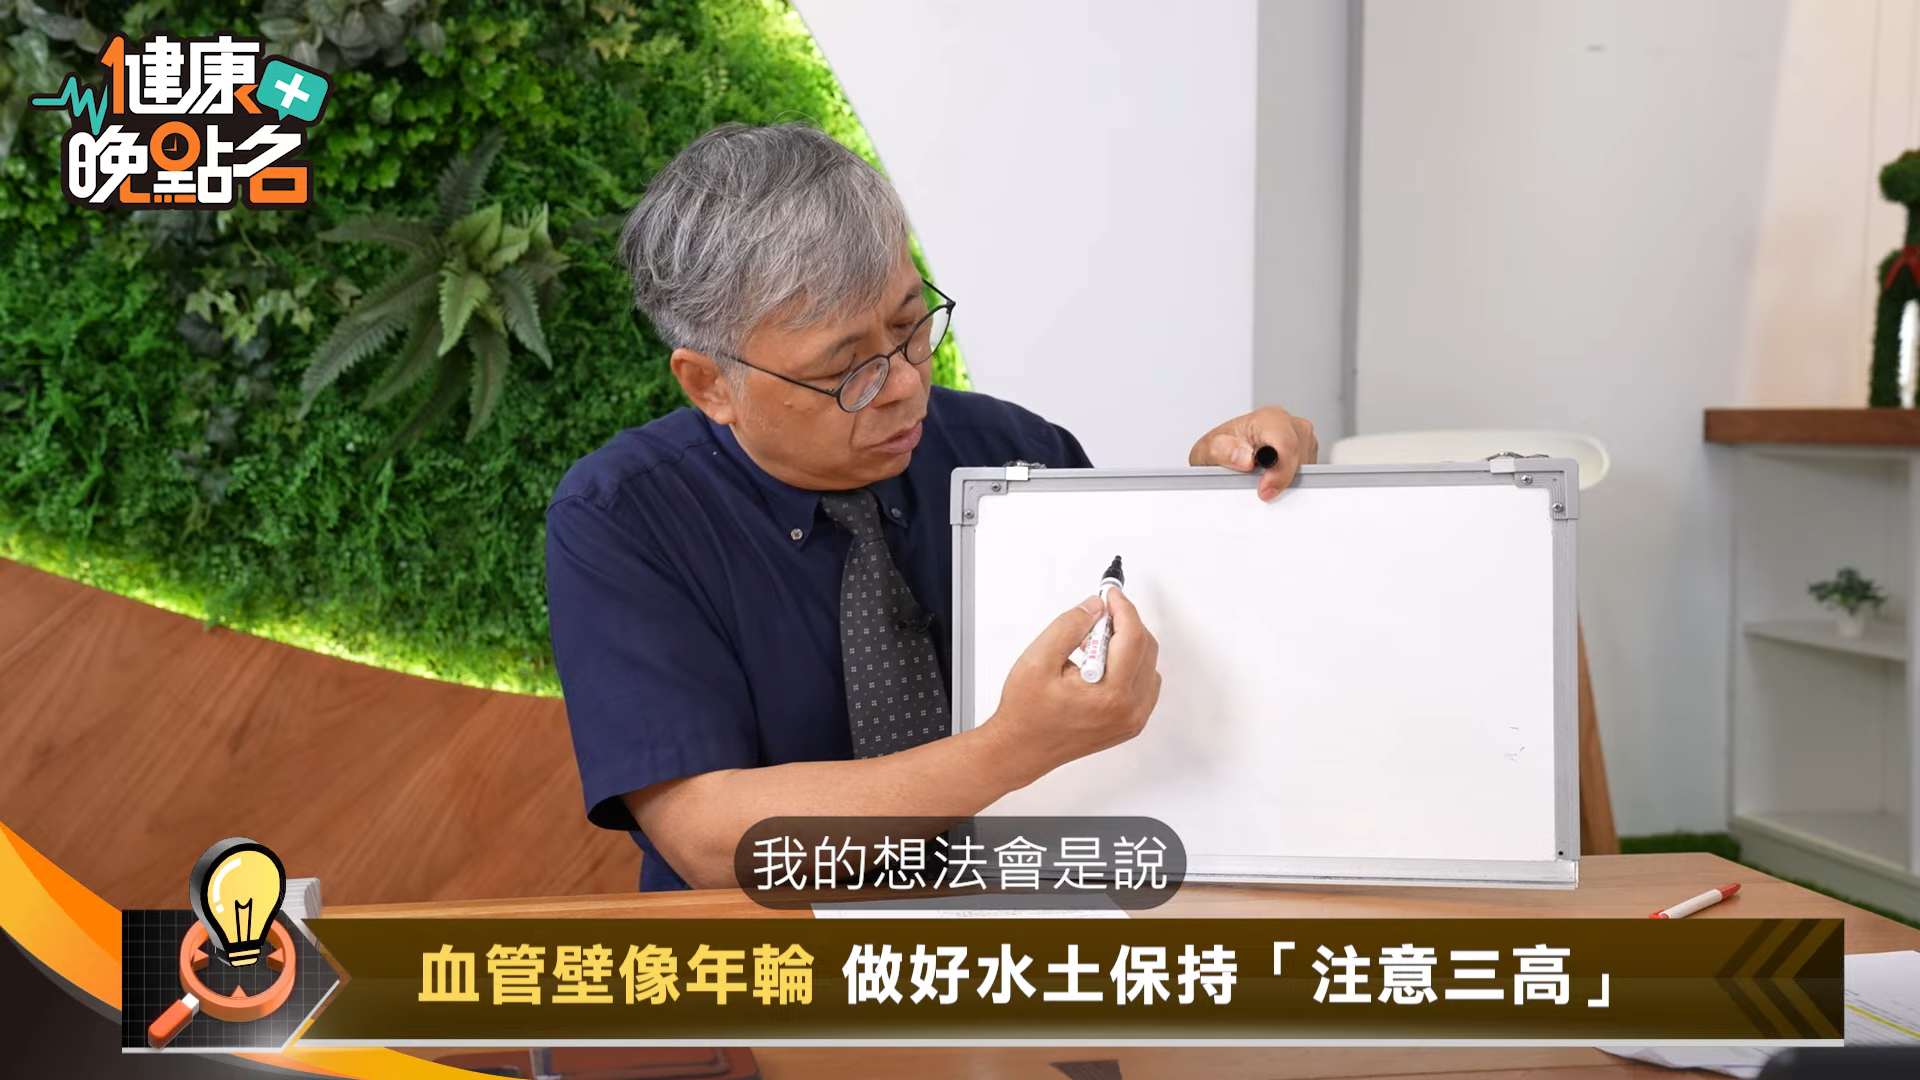 健康
晚點名
我的想法會是說
血管壁像年輪 做好水土保持「注意三高」